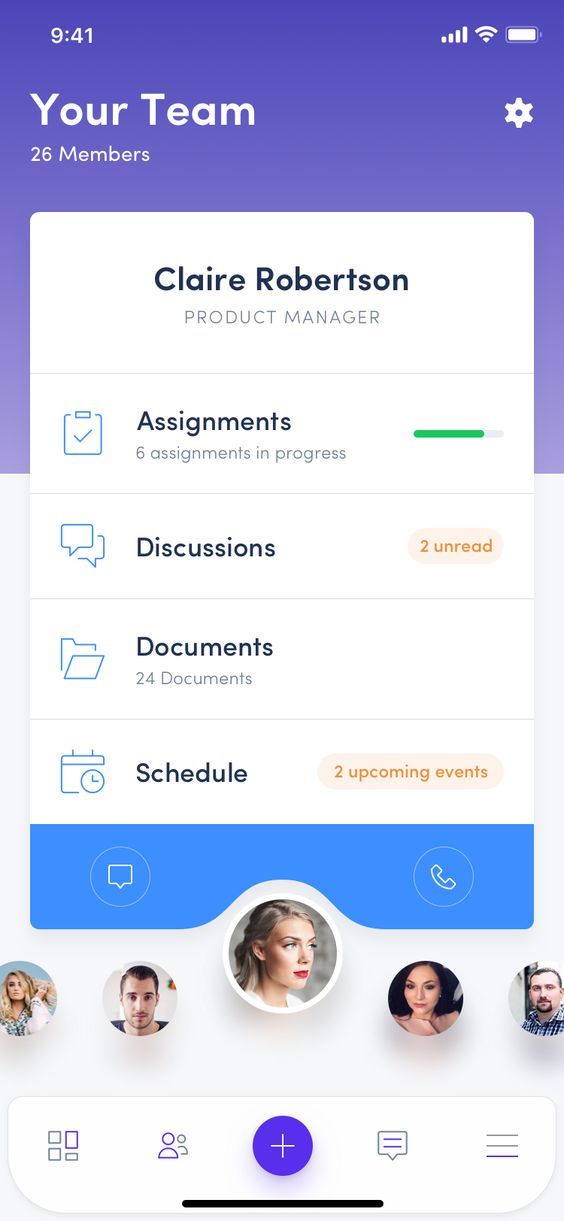 9:41
Your Team
26 Members
Claire Robertson
PRODUCT MANAGER
Assignments
6 assignments in progress
Discussions
2 unread
Documents
24 Documents
Schedule
2 upcoming events